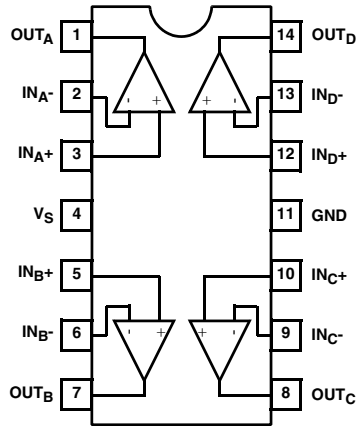 OUTA 1 14 OUTD
INA- 2 - + + - 13 IND-
INA+ 3 12 IND+
VS 4 11 GND
INB+ 5 10 INC+
INB- 6 - + + - 9 INC-
OUTB 7 8 OUTC